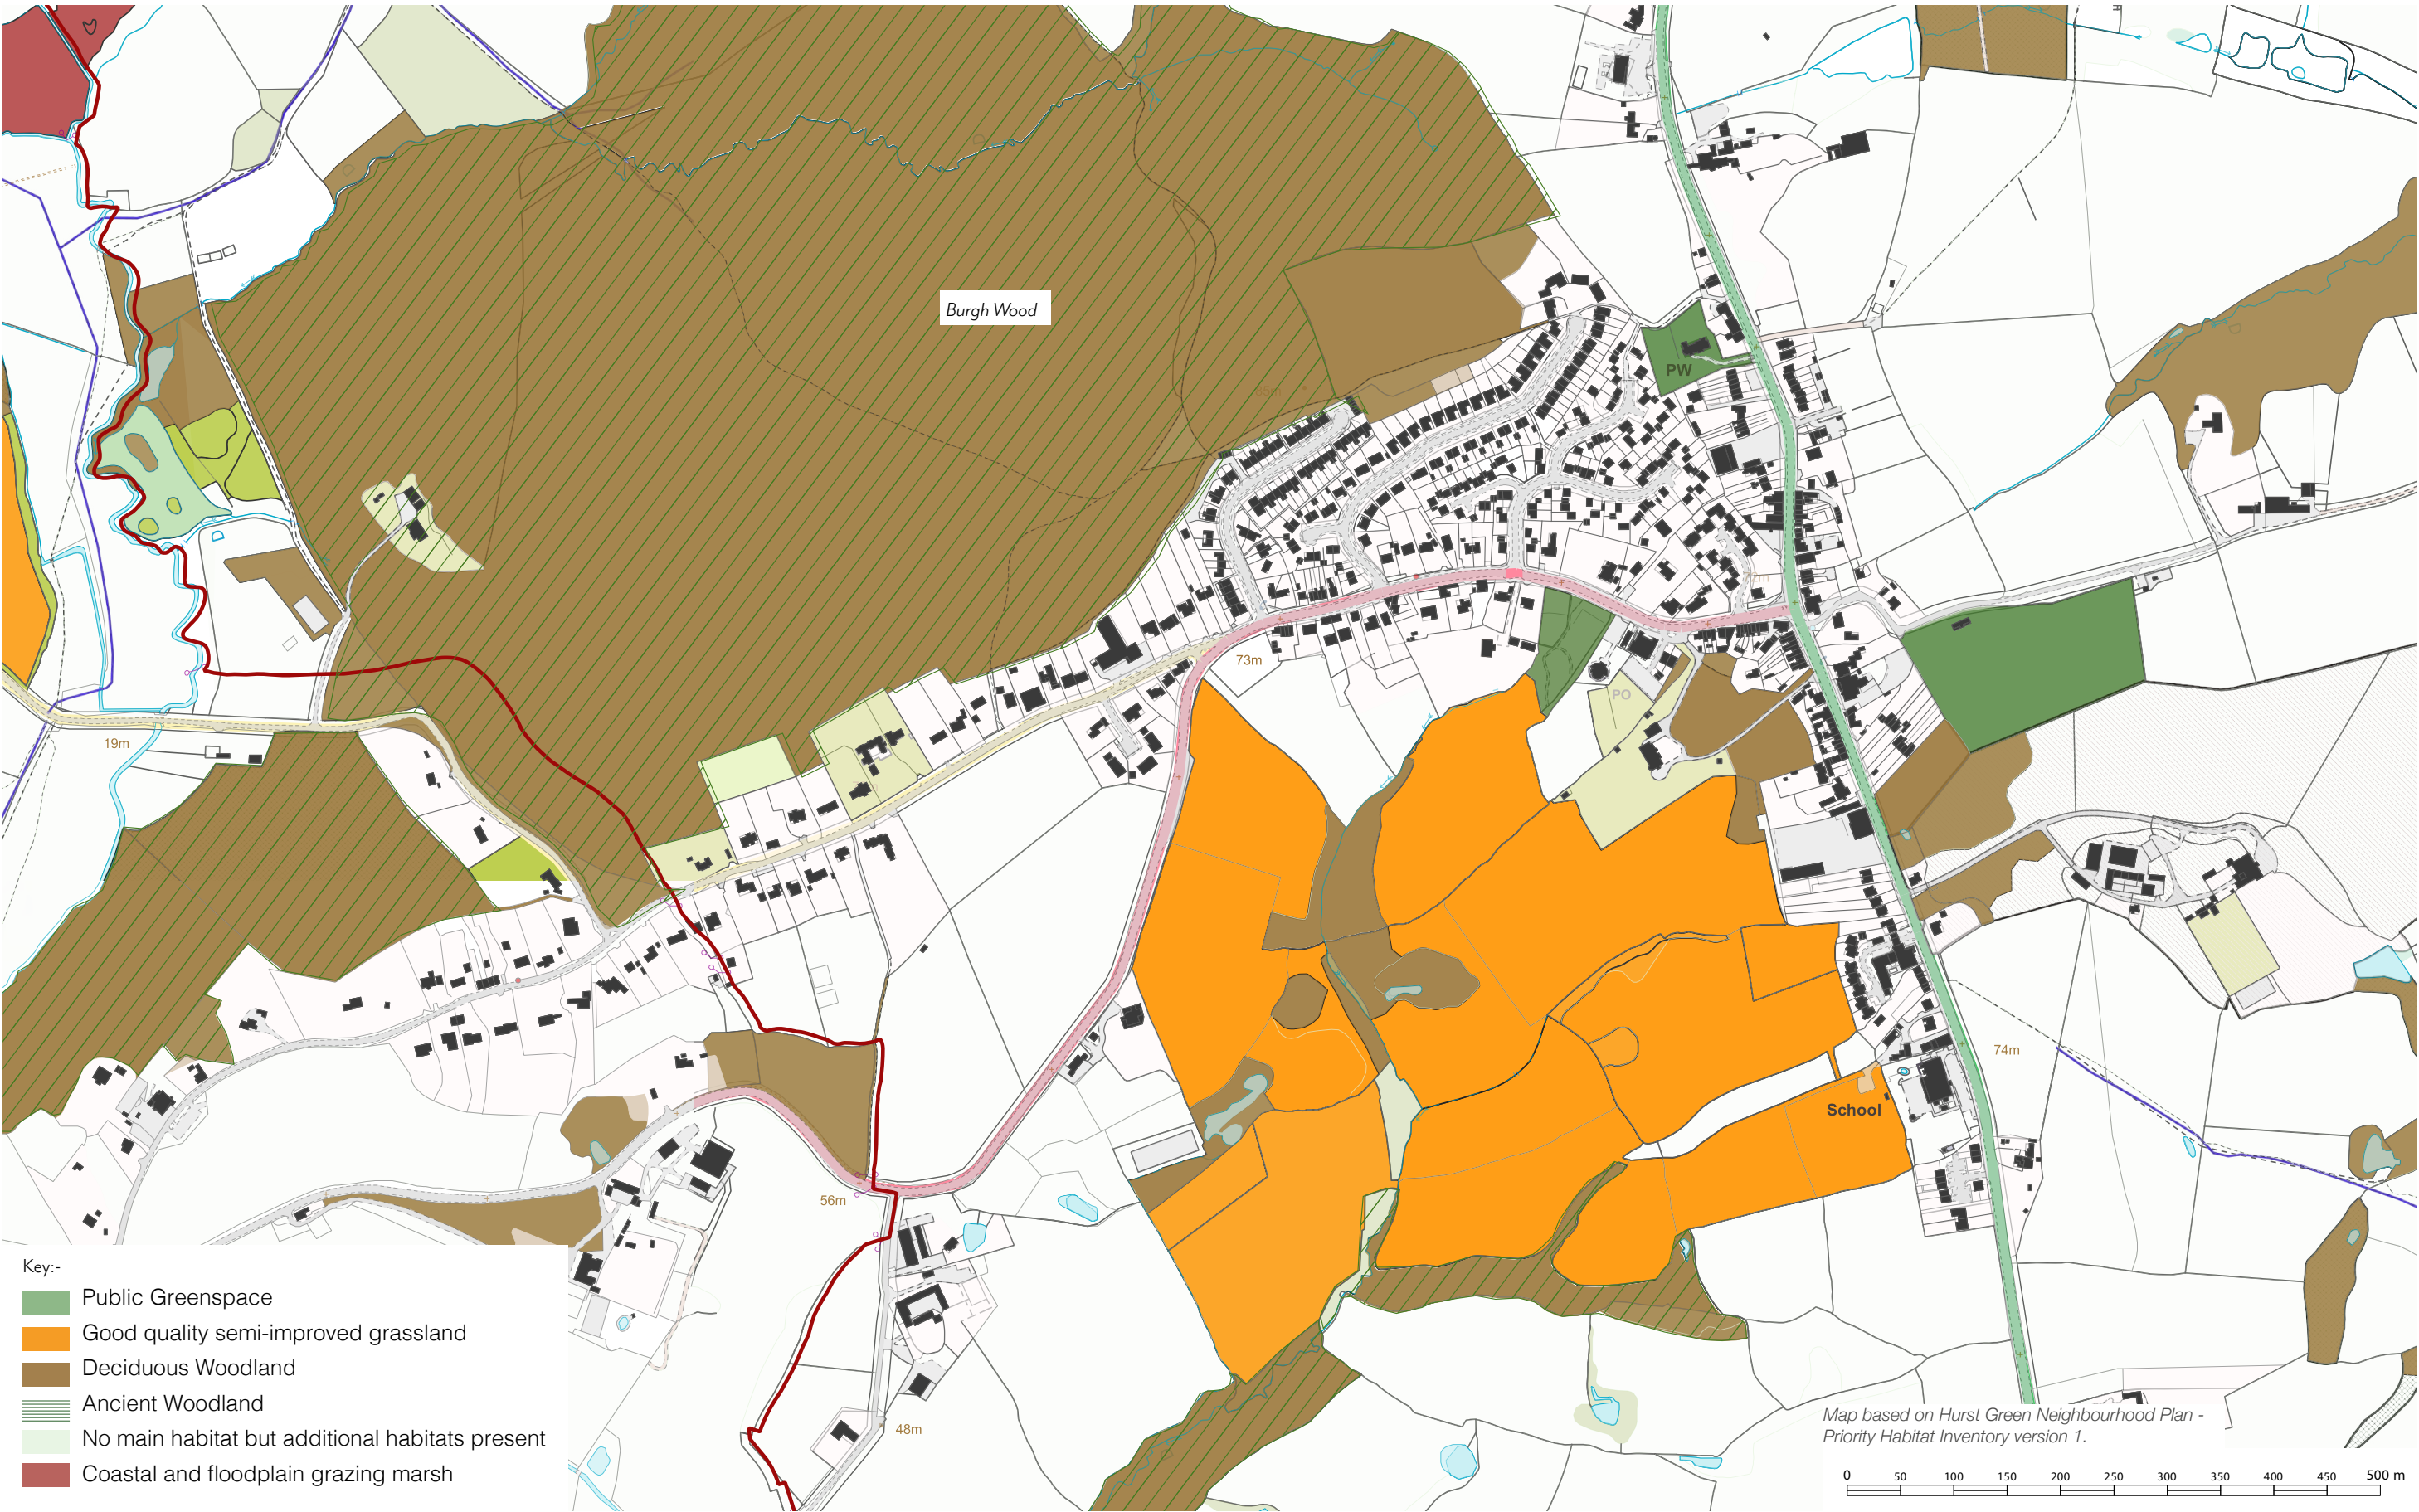 Burgh Wood
PW
85m
72m
73m
PO
19m
74m
School
56m
48m
Key:-
Public Greenspace
Good quality semi-improved grassland
Deciduous Woodland
Ancient Woodland
No main habitat but additional habitats present
Coastal and floodplain grazing marsh
Map based on Hurst Green Neighbourhood Plan -
Priority Habitat Inventory version 1.
0 50 100 150 200 250 300 350 400 450 500 m